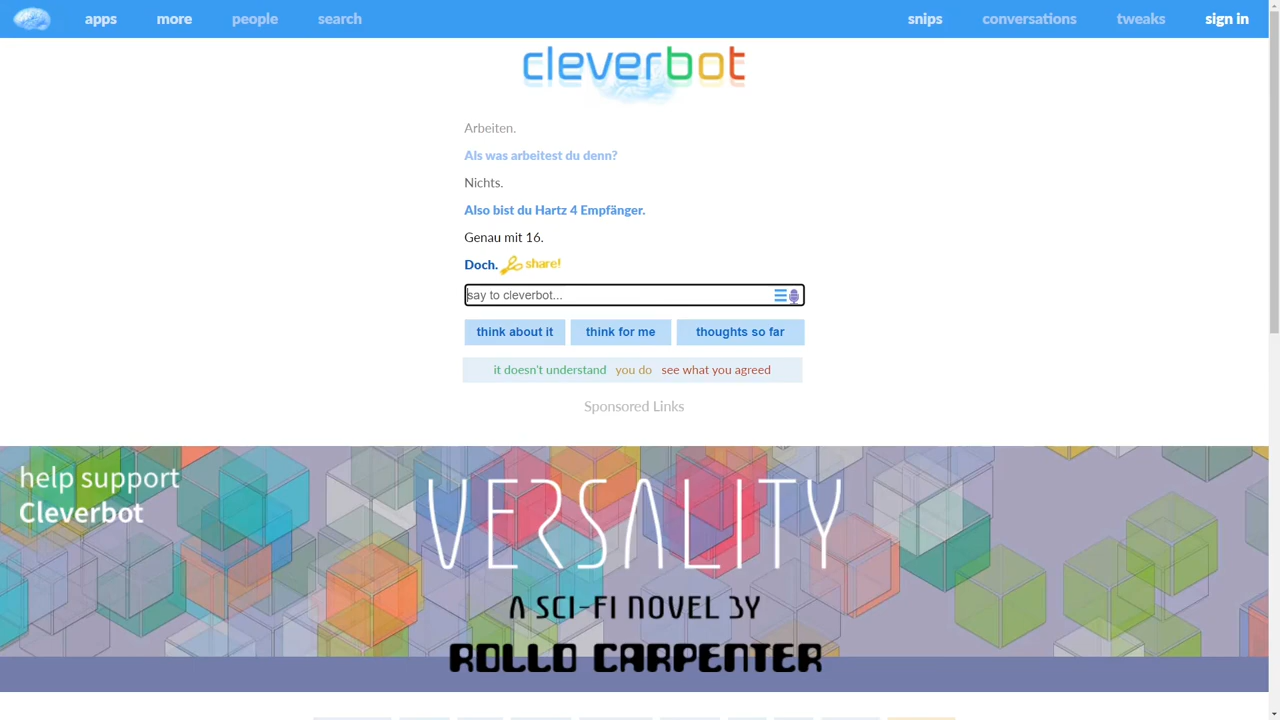 apps more people search snips conversations tweaks sign in
cleverbot
Arbeiten.
Als was arbeitest du denn?
Nichts.
Also bist du Hartz 4 Empfänger.
Genau mit 16.
Doch. share!
say to cleverbot...
think about it think for me thoughts so far
it doesn't understand you do see what you agreed
Sponsored Links
help support
Cleverbot
VERSALITY
A SCI-FI NOVEL BY
ROLLO CARPENTER